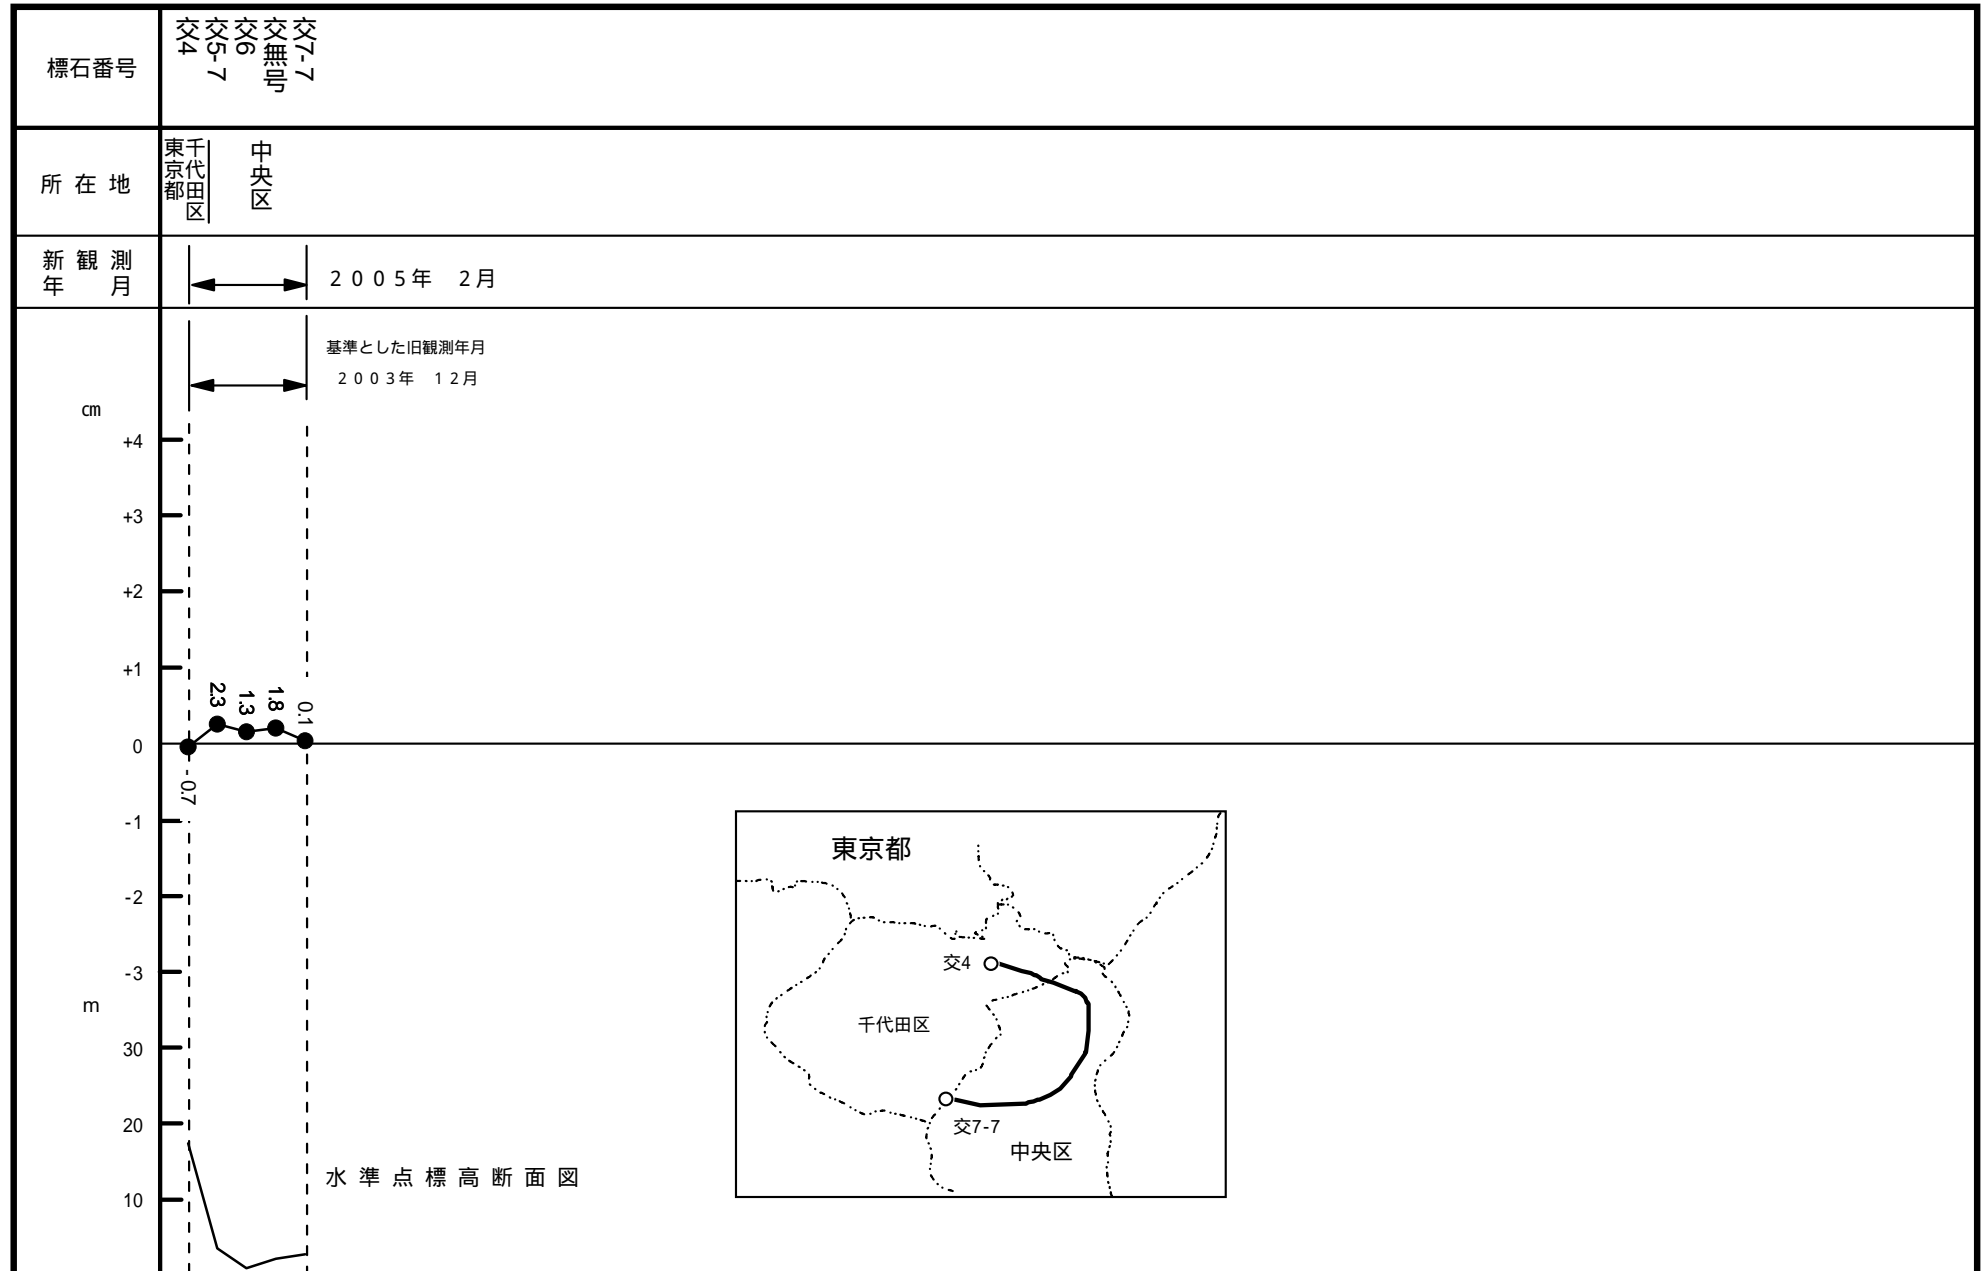 標石番号
交4
交5-7
交6
交無号
交7-7
所在地
東京都
千代田区
中央区
新観測
年 月
2005年 2月
基準とした旧観測年月
2003年 12月
cm
+4
+3
+2
+1
0
-1
-2
-3
-0.7
2.3
1.3
1.8
0.1
m
30
20
10
水準点標高断面図
東京都
交4
千代田区
交7-7
中央区